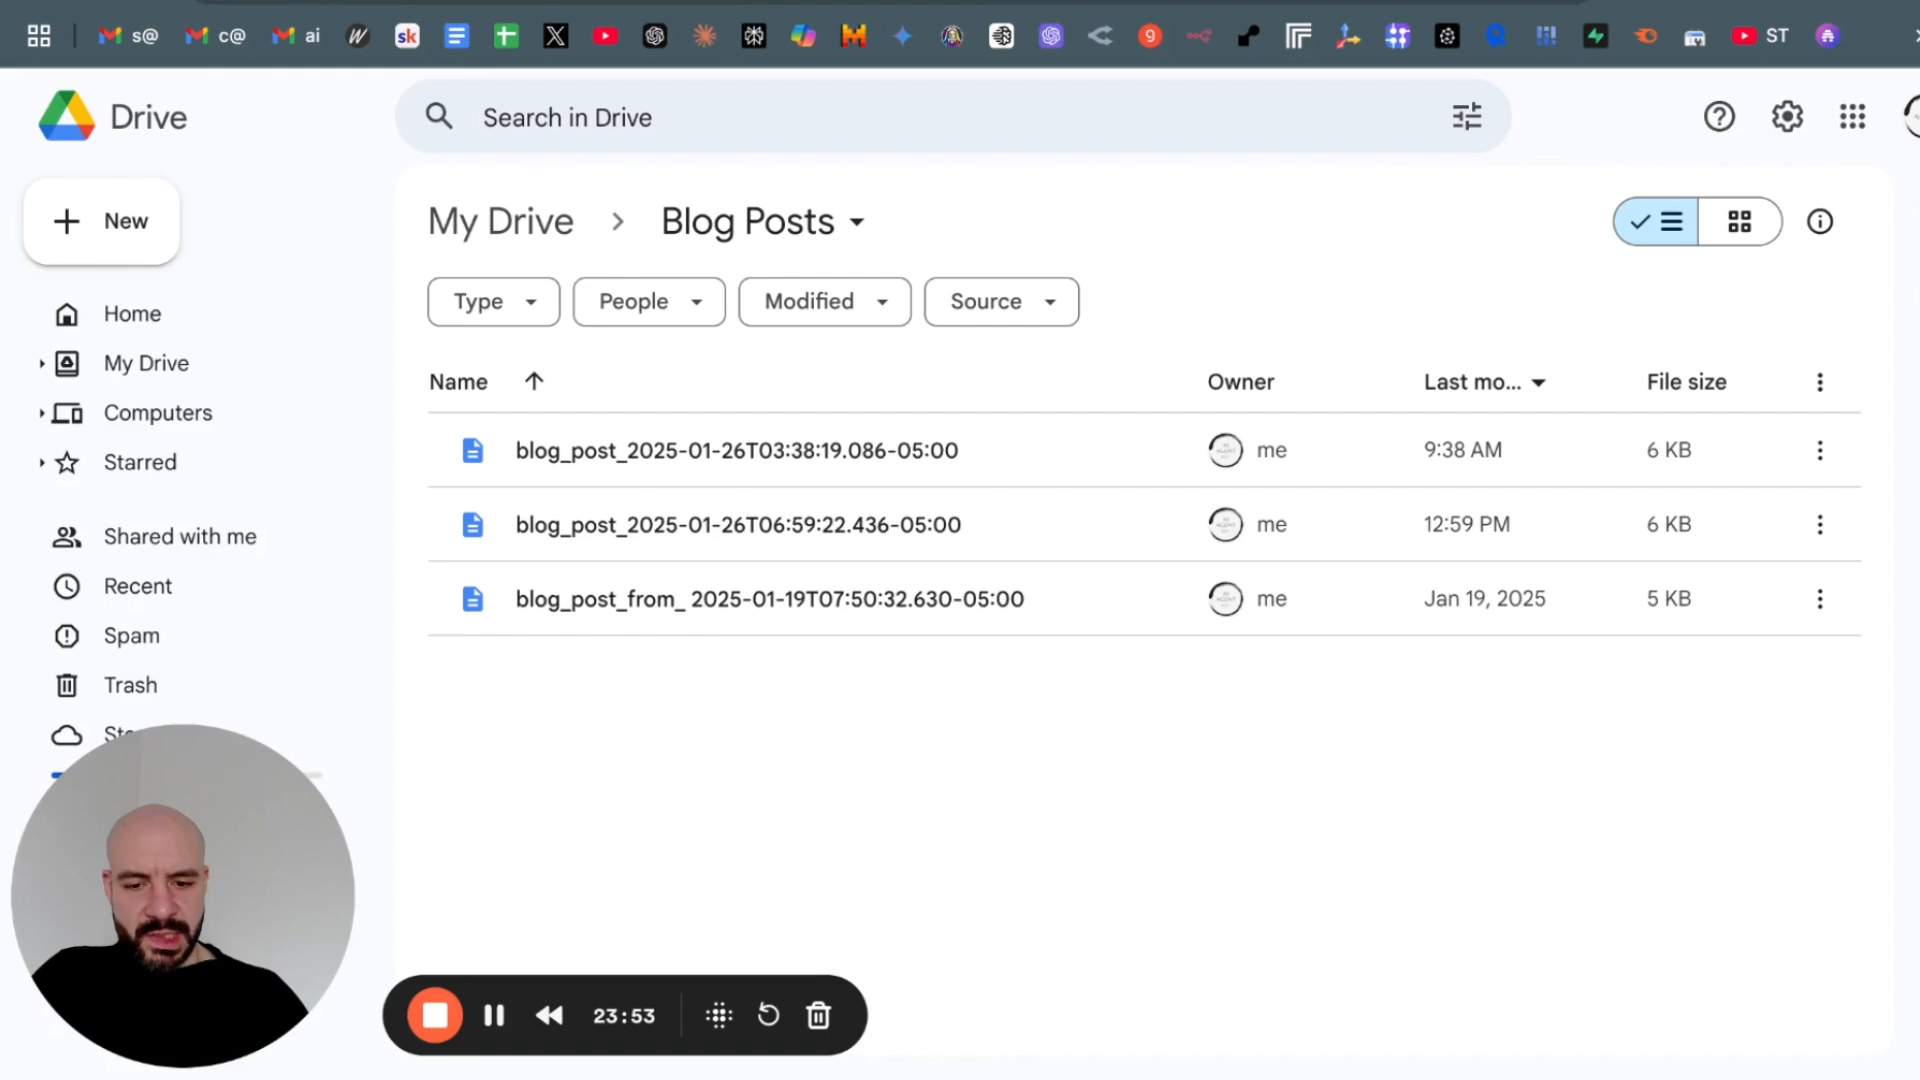 s@ c@ ai W sk X 9 ST
Drive
Search in Drive
New
My Drive > Blog Posts
Type People Modified Source
Name Owner Last mo... File size
blog_post_2025-01-26T03:38:19.086-05:00 me 9:38 AM 6 KB
blog_post_2025-01-26T06:59:22.436-05:00 me 12:59 PM 6 KB
blog_post_from_ 2025-01-19T07:50:32.630-05:00 me Jan 19, 2025 5 KB
Home
My Drive
Computers
Starred
Shared with me
Recent
Spam
Trash
23:53